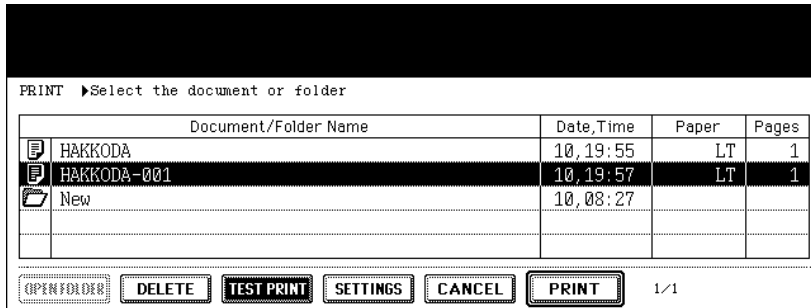 PRINT ▶Select the document or folder
Document/Folder Name Date,Time Paper Pages
HAKKODA 10,19:55 LT 1
HAKKODA-001 10,19:57 LT 1
New 10,08:27
OPEN FOLDER DELETE TEST PRINT SETTINGS CANCEL PRINT 1/1